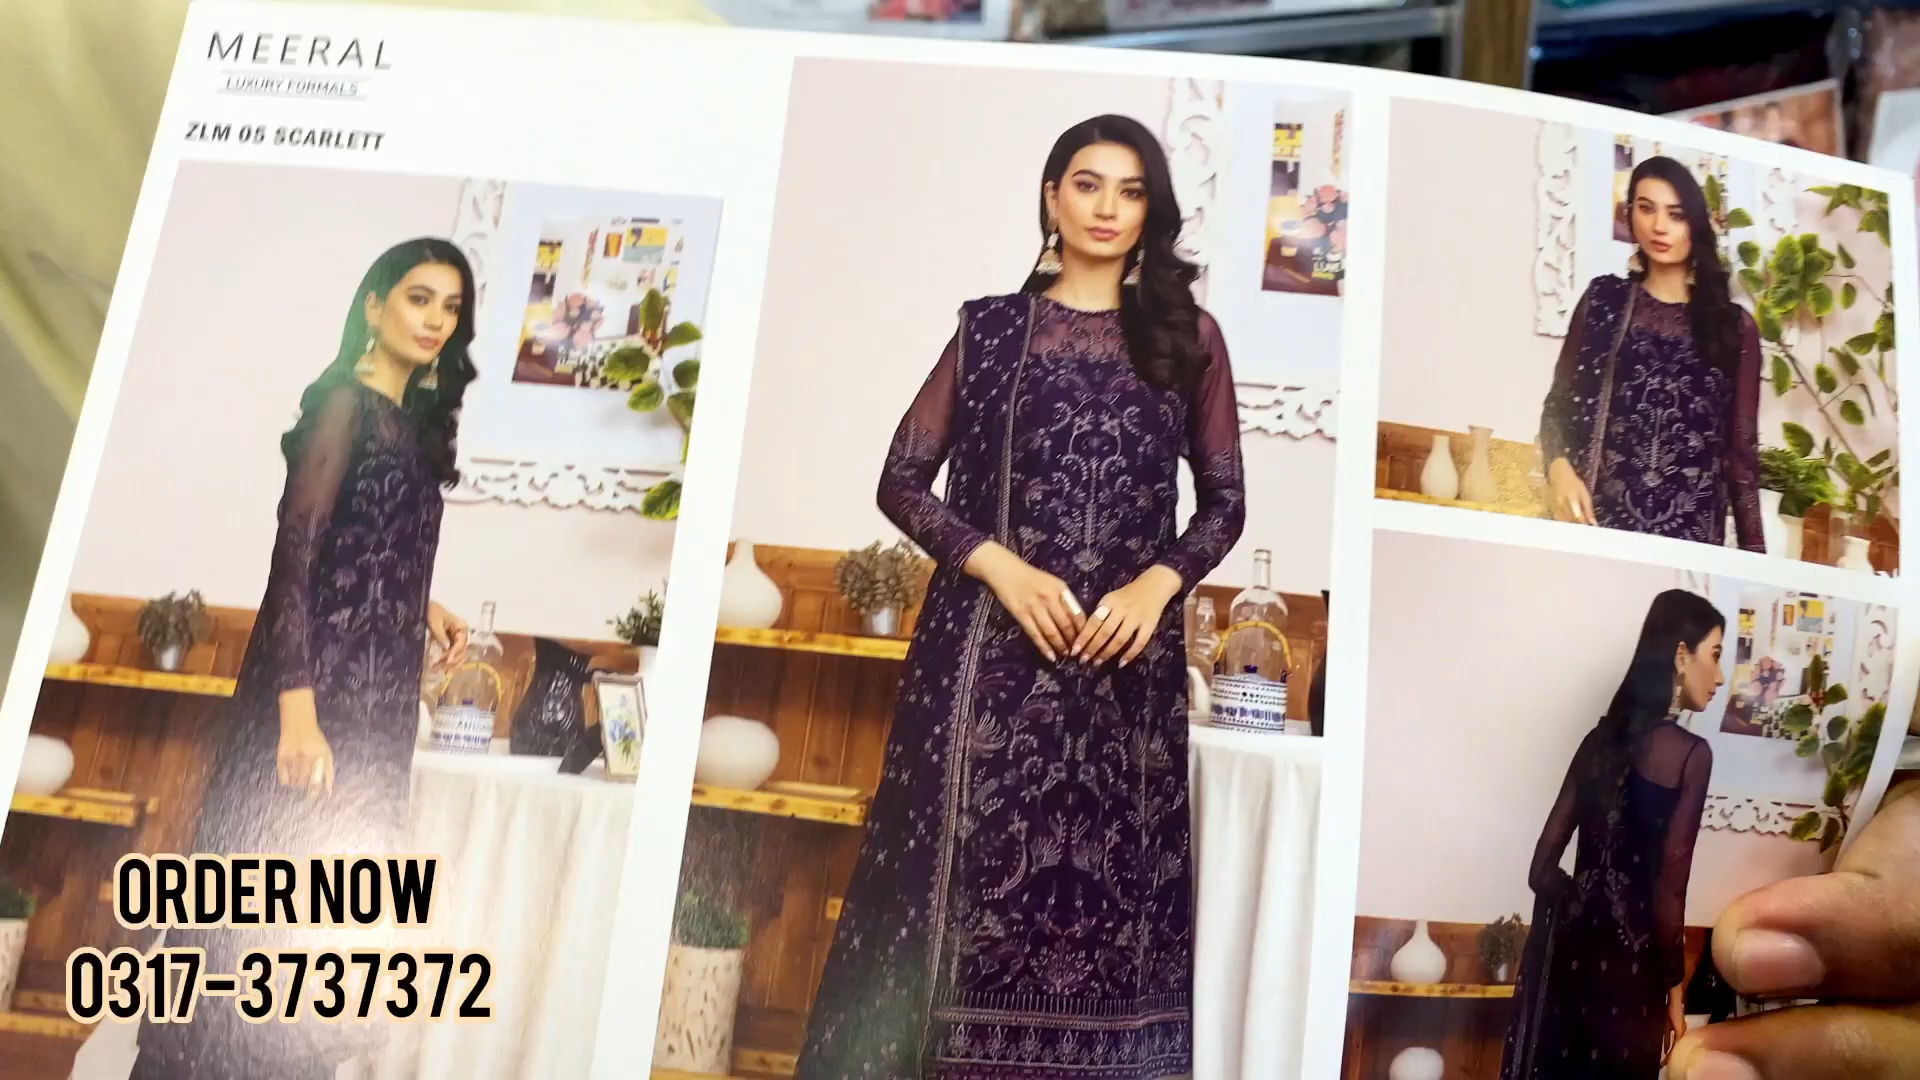 MEERAL
LUXURY FORMALS
ZLM 05 SCARLETT
ORDER NOW
0317-3737372